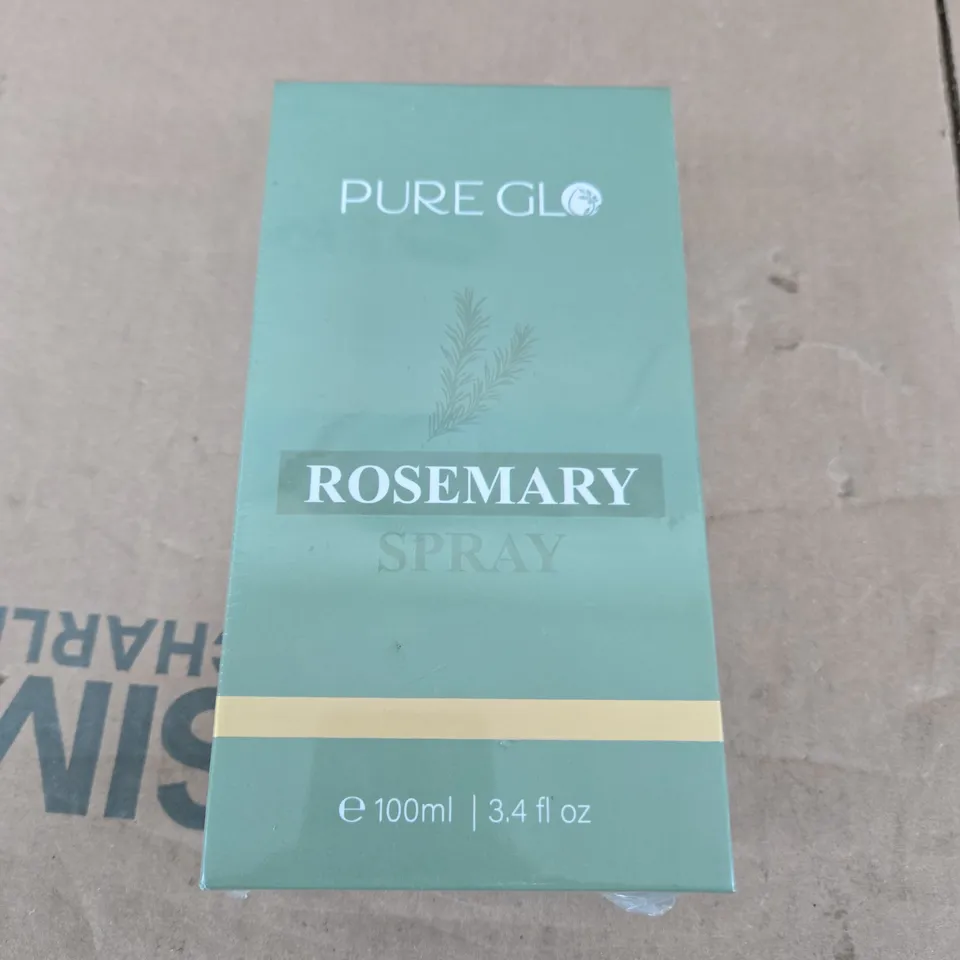 PURE GLO
ROSEMARY
SPRAY
℮ 100ml | 3.4 fl oz